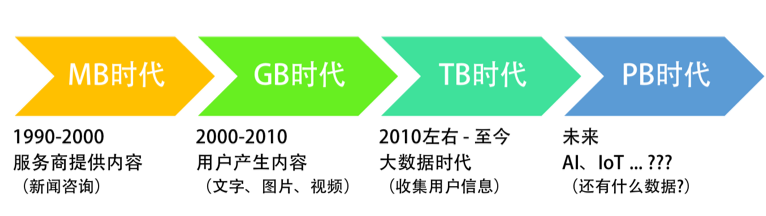 MB时代
GB时代
TB时代
PB时代
1990-2000
服务商提供内容
（新闻咨询）
2000-2010
用户产生内容
（文字、图片、视频）
2010左右 - 至今
大数据时代
（收集用户信息）
未来
AI、IoT ... ???
（还有什么数据?）